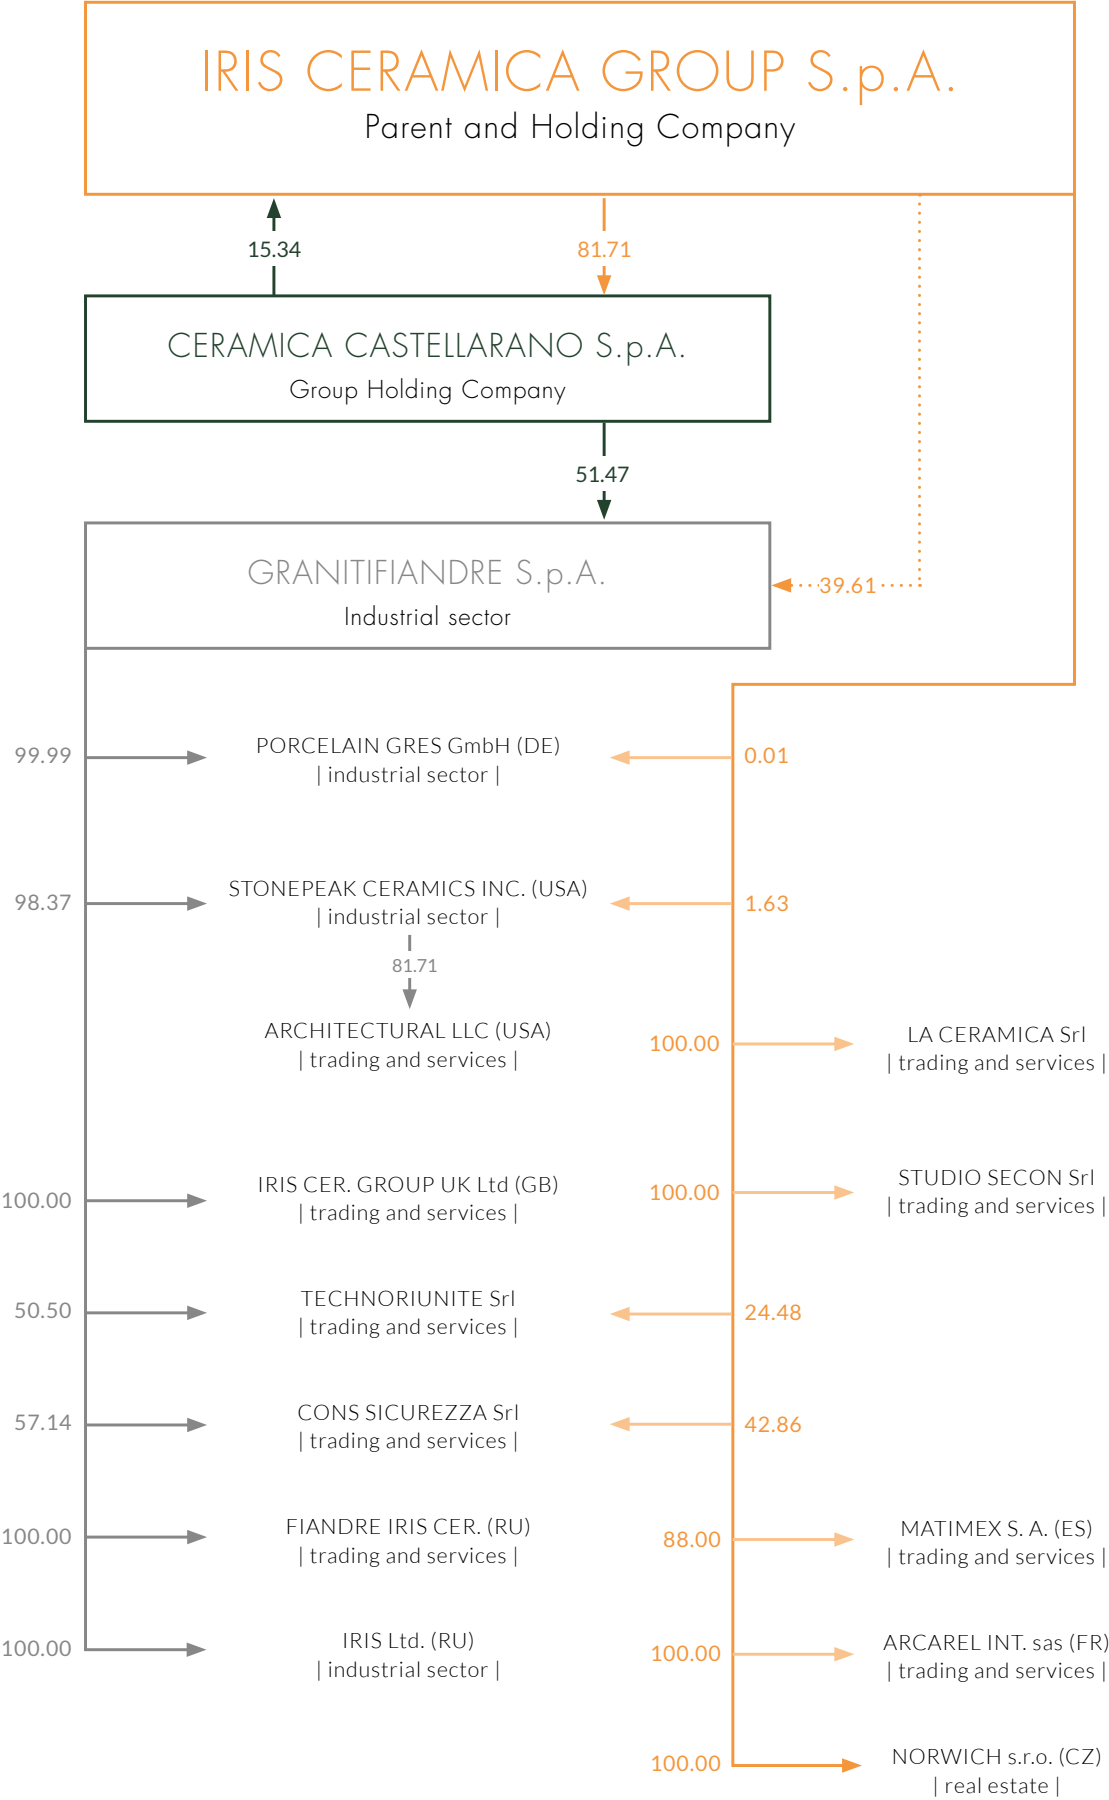 IRIS CERAMICA GROUP S.p.A.
Parent and Holding Company
15.34
81.71
CERAMICA CASTELLARANO S.p.A.
Group Holding Company
51.47
GRANITIFIANDRE S.p.A.
Industrial sector
39.61
99.99
PORCELAIN GRES GmbH (DE)
| industrial sector |
0.01
98.37
STONEPEAK CERAMICS INC. (USA)
| industrial sector |
1.63
81.71
ARCHITECTURAL LLC (USA)
| trading and services |
100.00
LA CERAMICA Srl
| trading and services |
100.00
IRIS CER. GROUP UK Ltd (GB)
| trading and services |
100.00
STUDIO SECON Srl
| trading and services |
50.50
TECHNORIUNITE Srl
| trading and services |
24.48
57.14
CONS SICUREZZA Srl
| trading and services |
42.86
100.00
FIANDRE IRIS CER. (RU)
| trading and services |
88.00
MATIMEX S. A. (ES)
| trading and services |
100.00
IRIS Ltd. (RU)
| industrial sector |
100.00
ARCAREL INT. sas (FR)
| trading and services |
100.00
NORWICH s.r.o. (CZ)
| real estate |